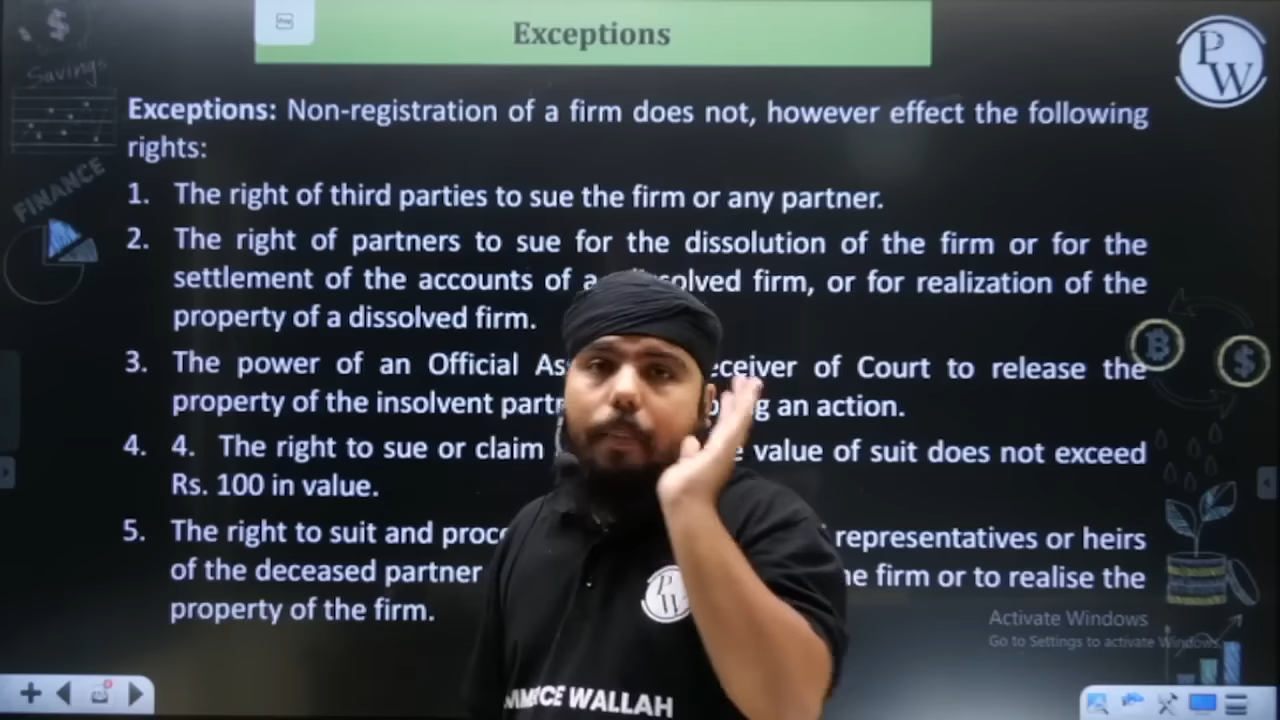 Exceptions
P
W
Savings
FINANCE
Exceptions: Non-registration of a firm does not, however effect the following
rights:
1. The right of third parties to sue the firm or any partner.
2. The right of partners to sue for the dissolution of the firm or for the
settlement of the accounts of a solved firm, or for realization of the
property of a dissolved firm.
3. The power of an Official As eceiver of Court to release the
property of the insolvent part g an action.
4. 4. The right to sue or claim value of suit does not exceed
Rs. 100 in value.
5. The right to suit and proc representatives or heirs
of the deceased partner he firm or to realise the
property of the firm.
P
W
CE WALLAH
Activate Windows
Go to Settings to activate Windows.